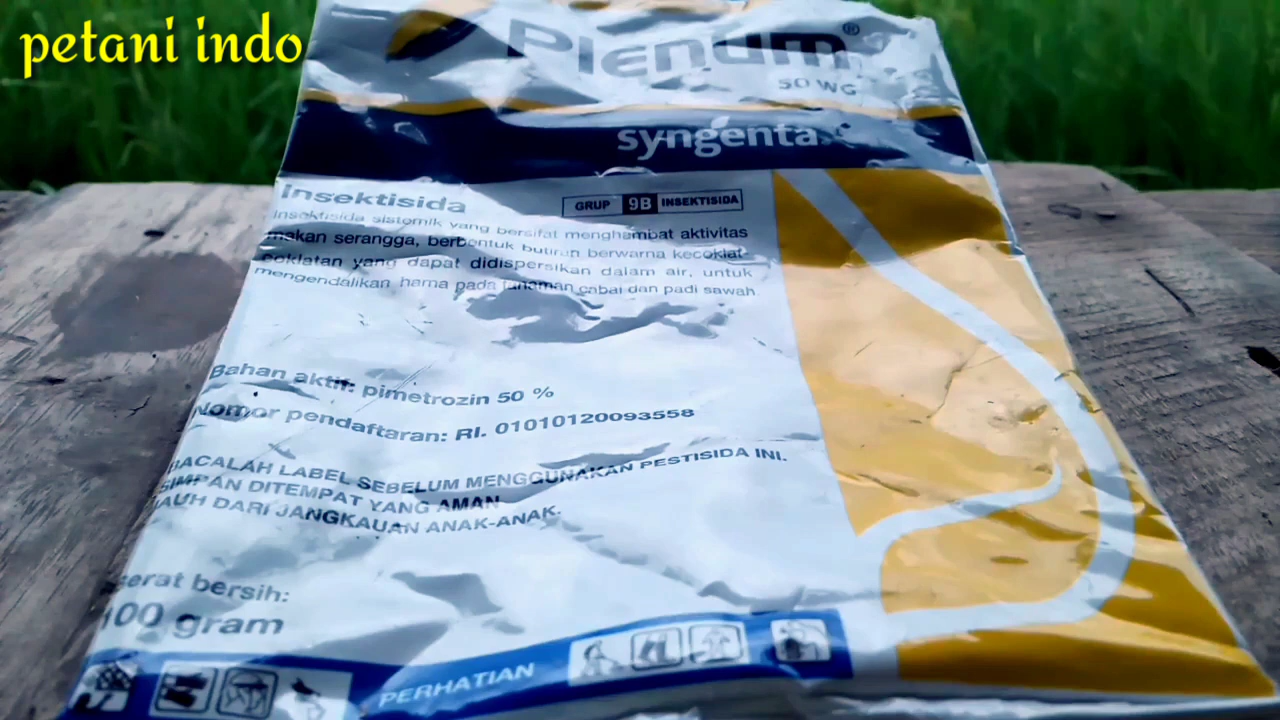 petani indo
Plenum®
50 WG
syngenta
Insektisida
GRUP 9B INSEKTISIDA
Insektisida sistemik yang bersifat menghambat aktivitas
makan serangga, berbentuk butiran berwarna kecoklat-
coklatan yang dapat didispersikan dalam air, untuk
mengendalikan hama pada tanaman cabai dan padi sawah.
Bahan aktif: pimetrozin 50 %
Nomor pendaftaran: RI. 01010120093558
BACALAH LABEL SEBELUM MENGGUNAKAN PESTISIDA INI.
SIMPAN DITEMPAT YANG AMAN
JAUH DARI JANGKAUAN ANAK-ANAK.
Berat bersih:
100 gram
PERHATIAN